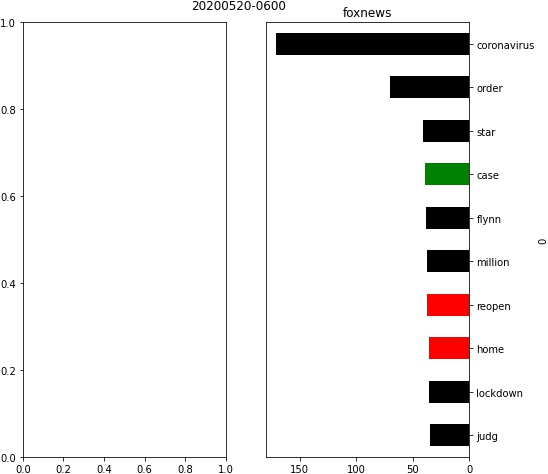 20200520-0600
foxnews
1.0
0.8
0.6
0.4
0.2
0.0
0.0 0.2 0.4 0.6 0.8 1.0
coronavirus
order
star
case
flynn
million
reopen
home
lockdown
judg
150 100 50 0
0